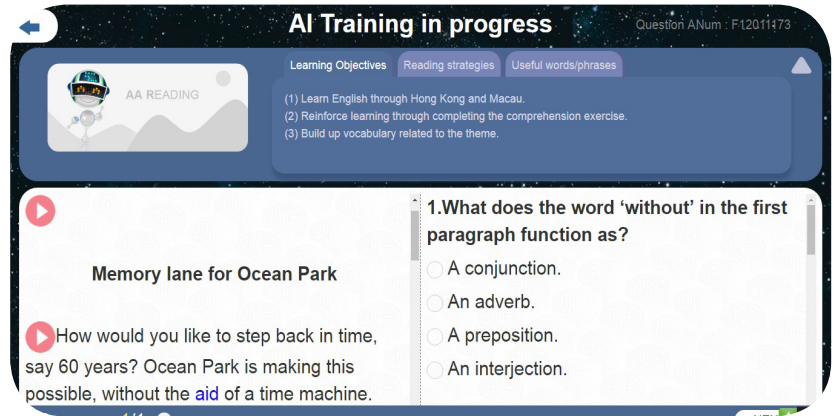 AI Training in progress
Question ANum : F12011173
Learning Objectives
Reading strategies
Useful words/phrases
AA READING
(1) Learn English through Hong Kong and Macau.
(2) Reinforce learning through completing the comprehension exercise.
(3) Build up vocabulary related to the theme.
Memory lane for Ocean Park
How would you like to step back in time,
say 60 years? Ocean Park is making this
possible, without the aid of a time machine.
1.What does the word ‘without’ in the first
paragraph function as?
A conjunction.
An adverb.
A preposition.
An interjection.